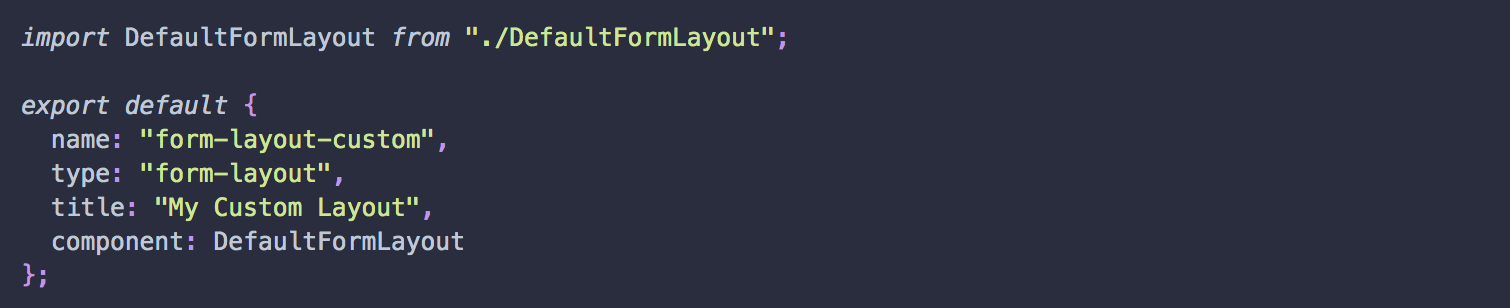 import DefaultFormLayout from "./DefaultFormLayout";

export default {
  name: "form-layout-custom",
  type: "form-layout",
  title: "My Custom Layout",
  component: DefaultFormLayout
};